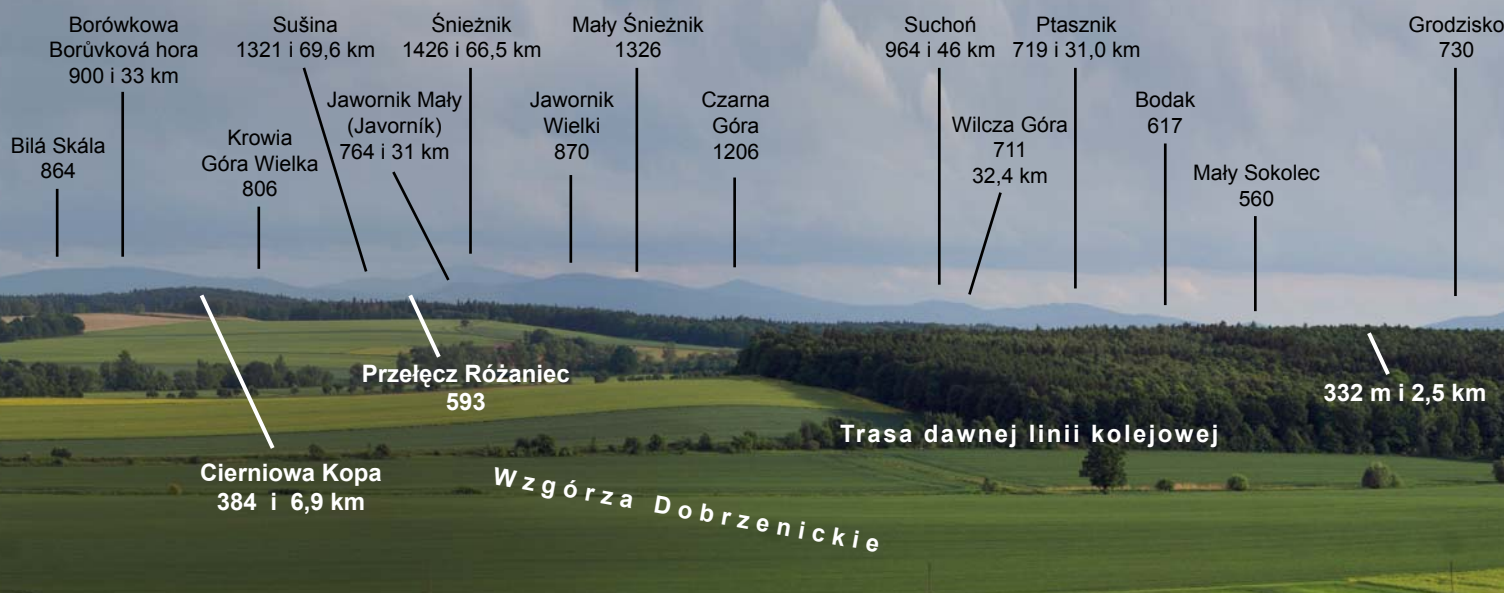 Borówkowa
Borůvková hora
900 i 33 km
Sušina
1321 i 69,6 km
Śnieżnik
1426 i 66,5 km
Mały Śnieżnik
1326
Suchoń
964 i 46 km
Ptasznik
719 i 31,0 km
Grodzisko
730
Bilá Skála
864
Krowia
Góra Wielka
806
Jawornik Mały
(Javorník)
764 i 31 km
Jawornik
Wielki
870
Czarna
Góra
1206
Wilcza Góra
711
32,4 km
Bodak
617
Mały Sokolec
560
Przełęcz Różaniec
593
332 m i 2,5 km
Trasa dawnej linii kolejowej
Cierniowa Kopa
384 i 6,9 km
Wzgórza Dobrzenickie